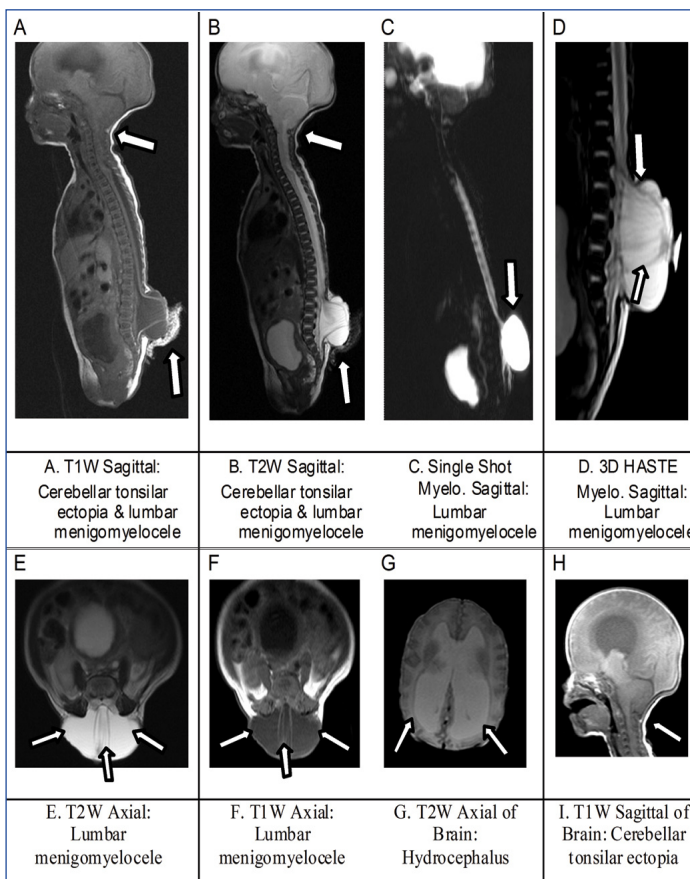 A
B
C
D
A. T1W Sagittal:
Cerebellar tonsilar
ectopia & lumbar
menigomyelocele
B. T2W Sagittal:
Cerebellar tonsilar
ectopia & lumbar
menigomyelocele
C. Single Shot
Myelo. Sagittal:
Lumbar
menigomyelocele
D. 3D HASTE
Myelo. Sagittal:
Lumbar
menigomyelocele
E
F
G
H
E. T2W Axial:
Lumbar
menigomyelocele
F. T1W Axial:
Lumbar
menigomyelocele
G. T2W Axial of
Brain:
Hydrocephalus
I. T1W Sagittal of
Brain: Cerebellar
tonsilar ectopia